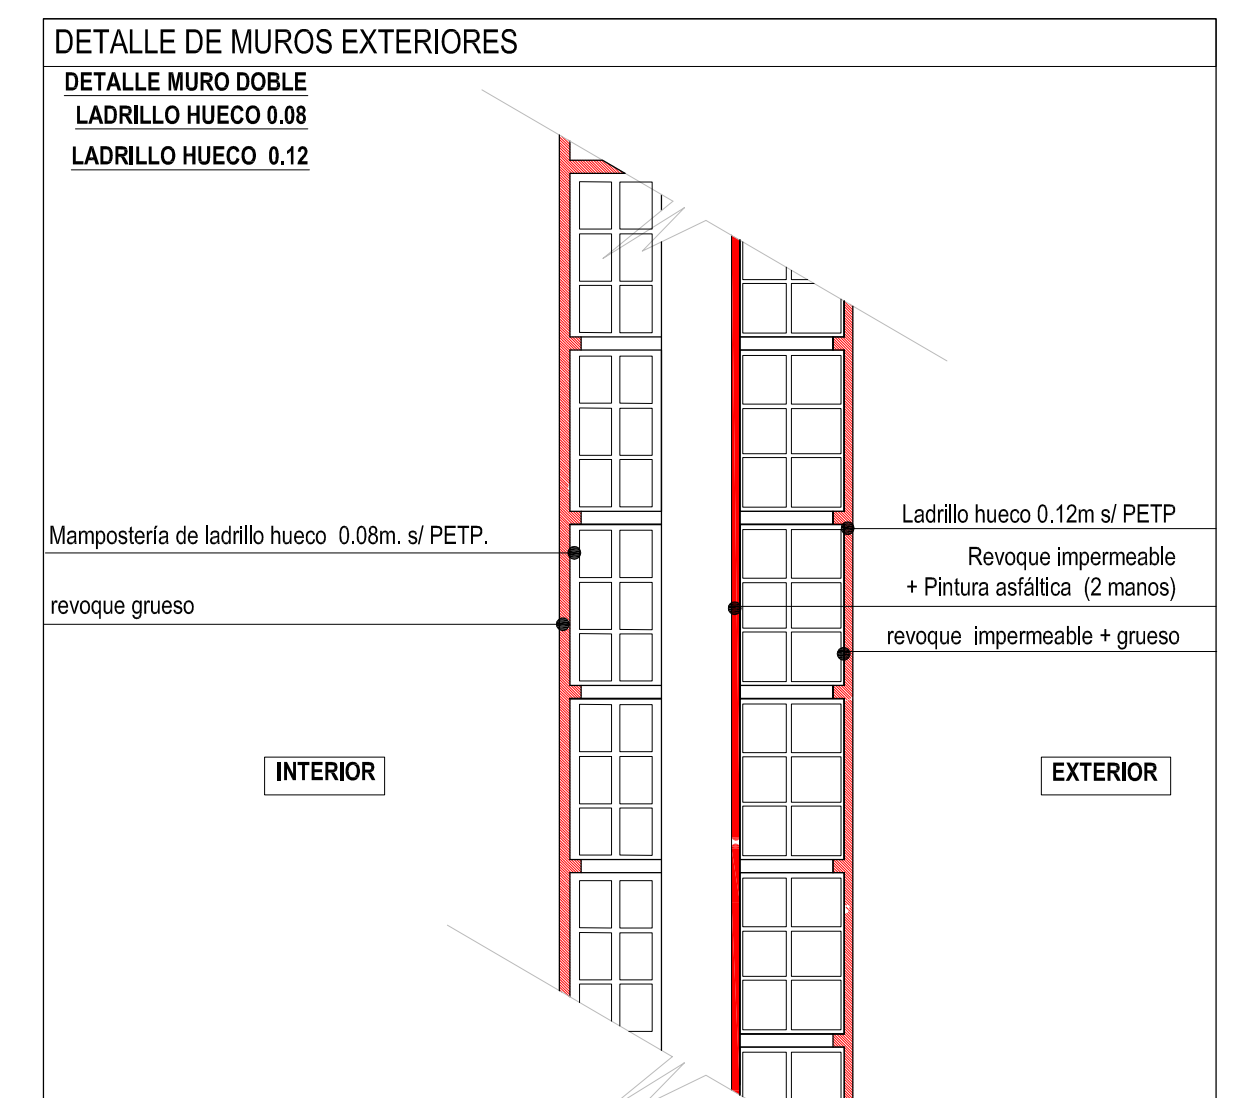 DETALLE DE MUROS EXTERIORES
DETALLE MURO DOBLE
LADRILLO HUECO 0.08
LADRILLO HUECO 0.12
Mampostería de ladrillo hueco 0.08m. s/ PETP.
revoque grueso
Ladrillo hueco 0.12m s/ PETP
Revoque impermeable
+ Pintura asfáltica (2 manos)
revoque impermeable + grueso
INTERIOR
EXTERIOR